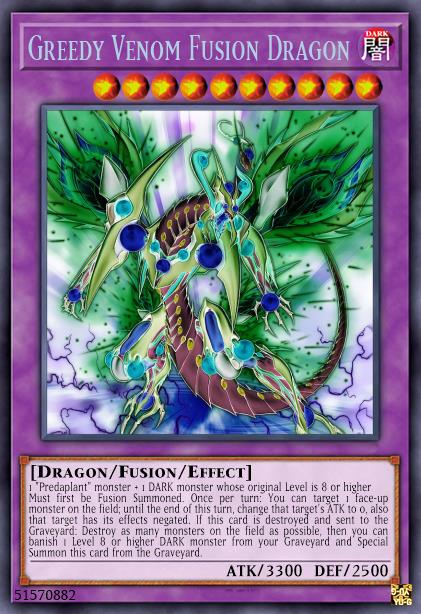 Greedy Venom Fusion Dragon
DARK
闇
[Dragon/Fusion/Effect]
1 "Predaplant" monster + 1 DARK monster whose original Level is 8 or higher
Must first be Fusion Summoned. Once per turn: You can target 1 face-up
monster on the field; until the end of this turn, change that target's ATK to 0, also
that target has its effects negated. If this card is destroyed and sent to the
Graveyard: Destroy as many monsters on the field as possible, then you can
banish 1 Level 8 or higher DARK monster from your Graveyard and Special
Summon this card from the Graveyard.
ATK/3300 DEF/2500
51570882